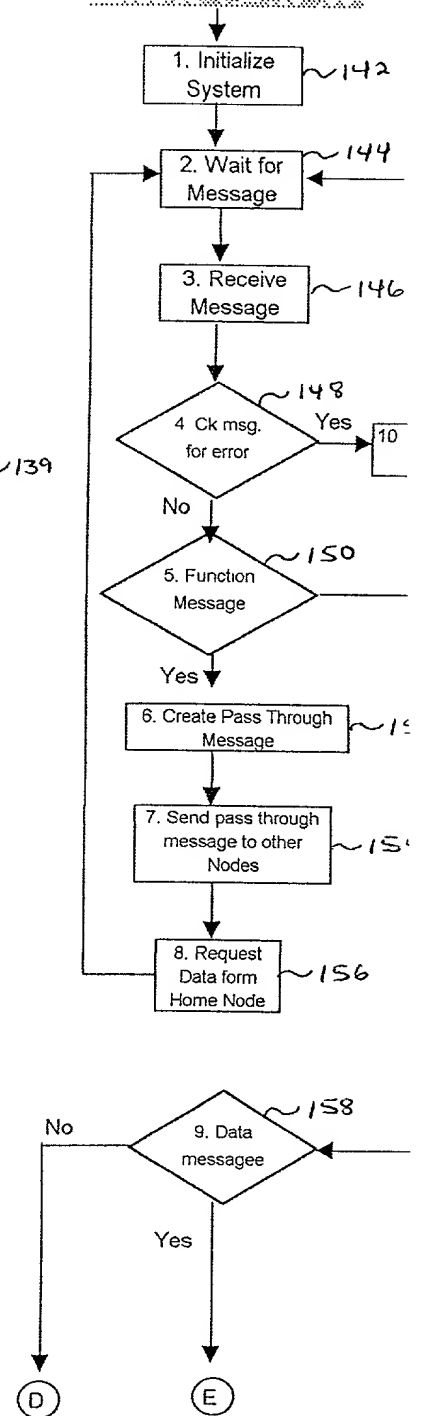 1. Initialize
System
142
2. Wait for
Message
144
3. Receive
Message
146
4 Ck msg.
for error
148
Yes
10
139
No
5. Function
Message
150
Yes
6. Create Pass Through
Message
7. Send pass through
message to other
Nodes
8. Request
Data form
Home Node
156
9. Data
messagee
158
No
Yes
D
E